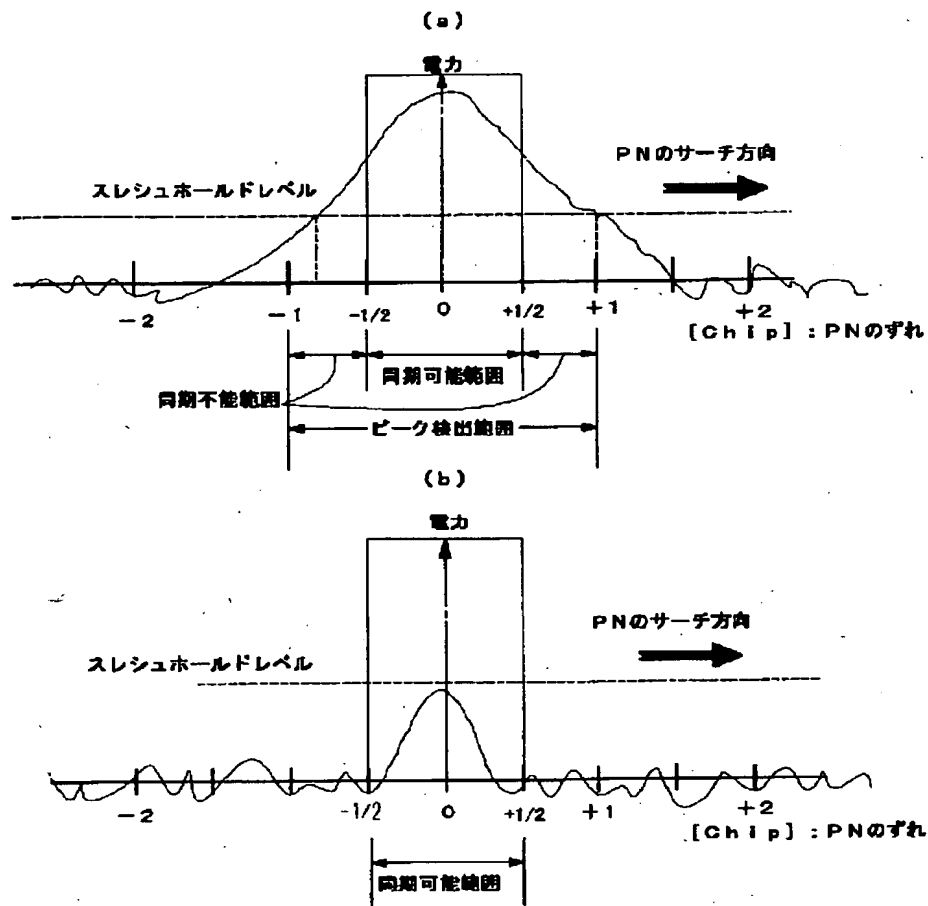 (a)
電力
PNのサーチ方向
スレシュホールドレベル
-2
-1
-1/2
0
+1/2
+1
+2
[Chip]:PNのずれ
同期可能範囲
同期不能範囲
ピーク検出範囲
(b)
電力
PNのサーチ方向
スレシュホールドレベル
-2
-1/2
0
+1/2
+1
+2
[Chip]:PNのずれ
同期可能範囲